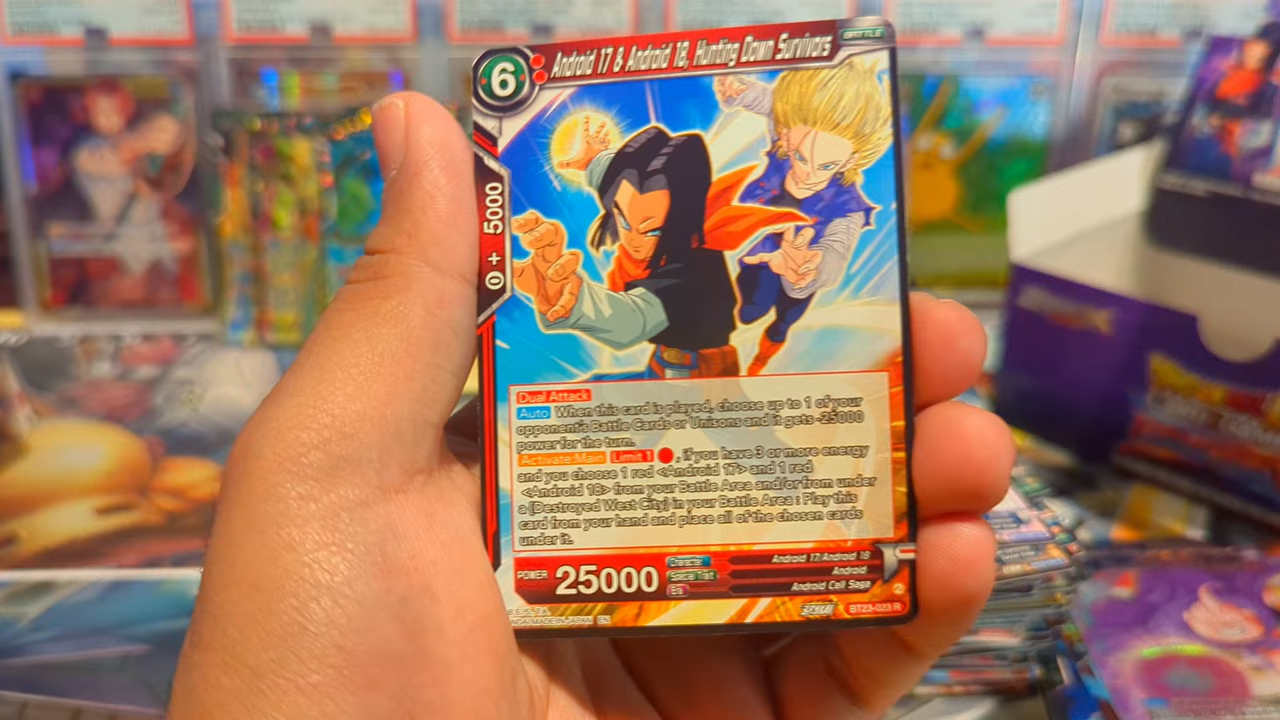 6
Android 17 & Android 18, Hunting Down Survivors
BATTLE
0 + 5000
Dual Attack
Auto When this card is played, choose up to 1 of your
opponent's Battle Cards or Unisons and it gets -25000
power for the turn.
Activate:Main Limit 1 , if you have 3 or more energy
and you choose 1 red <Android 17> and 1 red
<Android 18> from your Battle Area and/or from under
a {Destroyed West City} in your Battle Area : Play this
card from your hand and place all of the chosen cards
under it.
POWER 25000
Character Android 17/Android 18
Special Trait Android
Era Android Cell Saga
BT23-023 R
MADE IN JAPAN EN